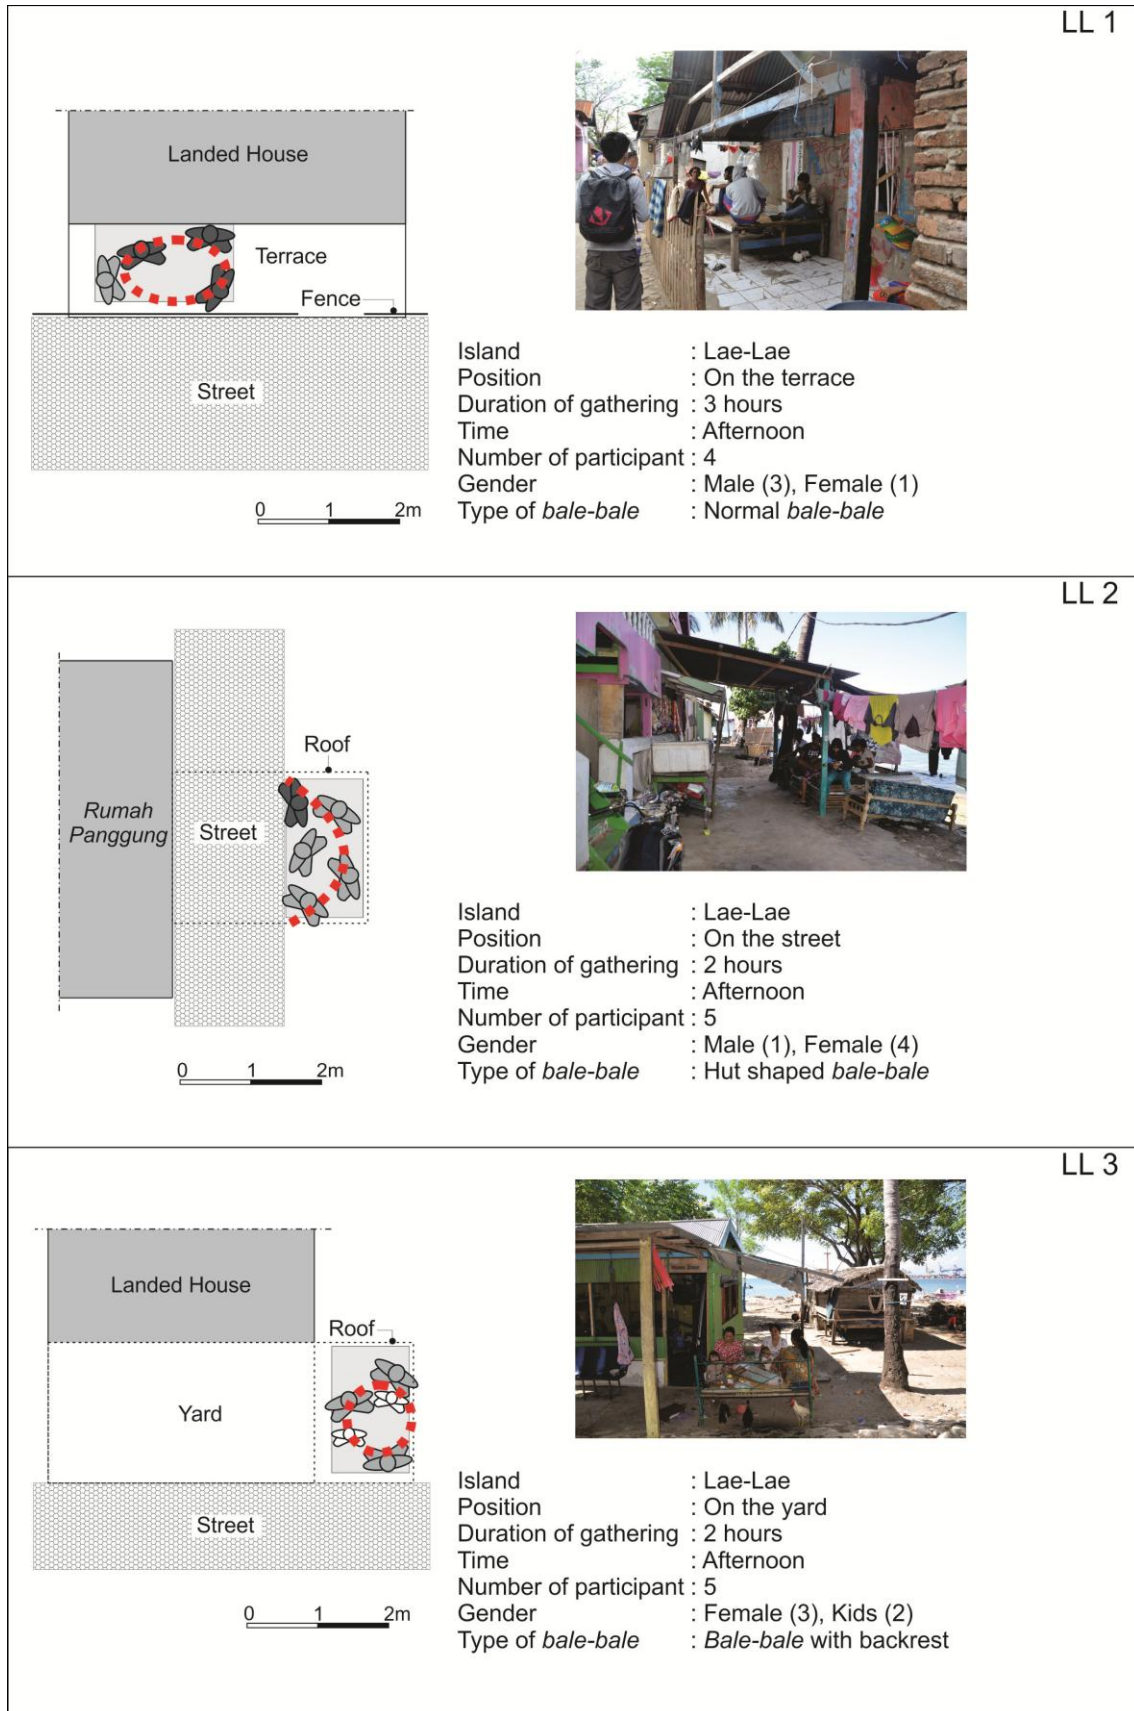 LL 1
Landed House
Terrace
Fence
Street
0 1 2m
Island : Lae-Lae
Position : On the terrace
Duration of gathering : 3 hours
Time : Afternoon
Number of participant : 4
Gender : Male (3), Female (1)
Type of bale-bale : Normal bale-bale
LL 2
Roof
Rumah
Panggung
Street
0 1 2m
Island : Lae-Lae
Position : On the street
Duration of gathering : 2 hours
Time : Afternoon
Number of participant : 5
Gender : Male (1), Female (4)
Type of bale-bale : Hut shaped bale-bale
LL 3
Landed House
Roof
Yard
Street
0 1 2m
Island : Lae-Lae
Position : On the yard
Duration of gathering : 2 hours
Time : Afternoon
Number of participant : 5
Gender : Female (3), Kids (2)
Type of bale-bale : Bale-bale with backrest